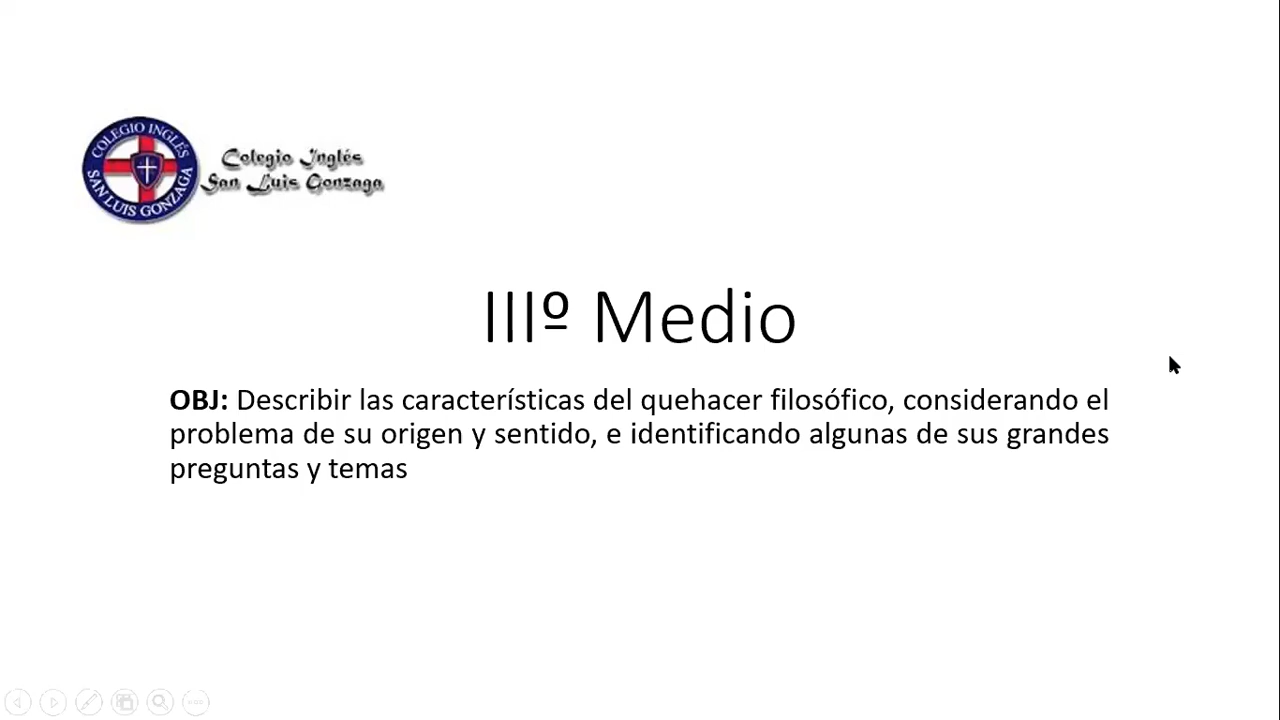 COLEGIO INGLÉS
SAN LUIS GONZAGA
Colegio Inglés
San Luis Gonzaga
IIIº Medio
OBJ: Describir las características del quehacer filosófico, considerando el
problema de su origen y sentido, e identificando algunas de sus grandes
preguntas y temas